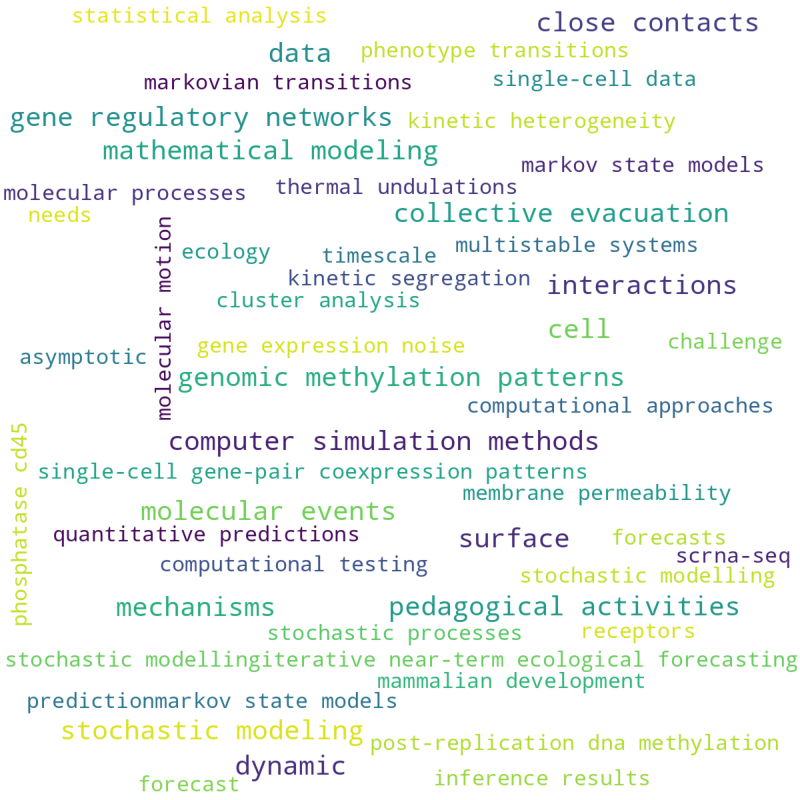 statistical analysis
close contacts
data
phenotype transitions
markovian transitions
single-cell data
gene regulatory networks
kinetic heterogeneity
mathematical modeling
markov state models
molecular processes
thermal undulations
needs
collective evacuation
molecular motion
ecology
timescale
multistable systems
kinetic segregation
interactions
cluster analysis
cell
challenge
asymptotic
gene expression noise
genomic methylation patterns
computational approaches
phosphatase cd45
computer simulation methods
single-cell gene-pair coexpression patterns
membrane permeability
molecular events
quantitative predictions
surface
forecasts
scrna-seq
computational testing
stochastic modelling
mechanisms
pedagogical activities
stochastic processes
receptors
stochastic modellingiterative near-term ecological forecasting
mammalian development
predictionmarkov state models
stochastic modeling
post-replication dna methylation
dynamic
forecast
inference results